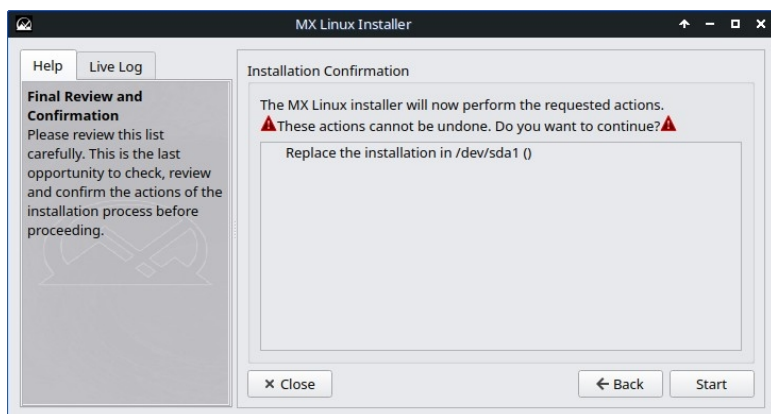 MX Linux Installer
Help
Live Log
Final Review and
Confirmation
Please review this list
carefully. This is the last
opportunity to check, review
and confirm the actions of the
installation process before
proceeding.
Installation Confirmation
The MX Linux installer will now perform the requested actions.
These actions cannot be undone. Do you want to continue?
Replace the installation in /dev/sda1 ()
Close
Back
Start